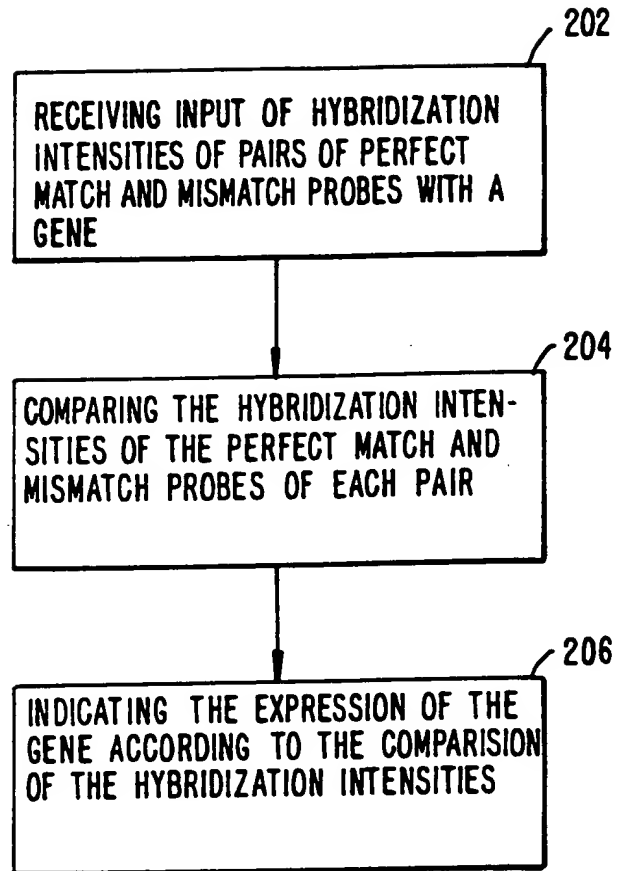 202
RECEIVING INPUT OF HYBRIDIZATION
INTENSITIES OF PAIRS OF PERFECT
MATCH AND MISMATCH PROBES WITH A
GENE
204
COMPARING THE HYBRIDIZATION INTEN-
SITIES OF THE PERFECT MATCH AND
MISMATCH PROBES OF EACH PAIR
206
INDICATING THE EXPRESSION OF THE
GENE ACCORDING TO THE COMPARISION
OF THE HYBRIDIZATION INTENSITIES